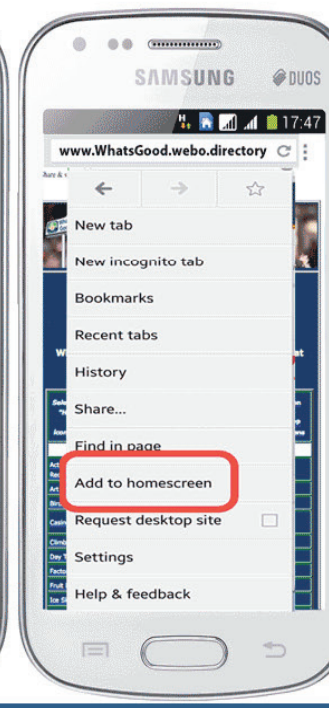 SAMSUNG
DUOS
H
17:47
www.WhatsGood.webo.directory
New tab
New incognito tab
Bookmarks
Recent tabs
History
Share...
Find in page
Add to homescreen
Request desktop site
Settings
Help & feedback